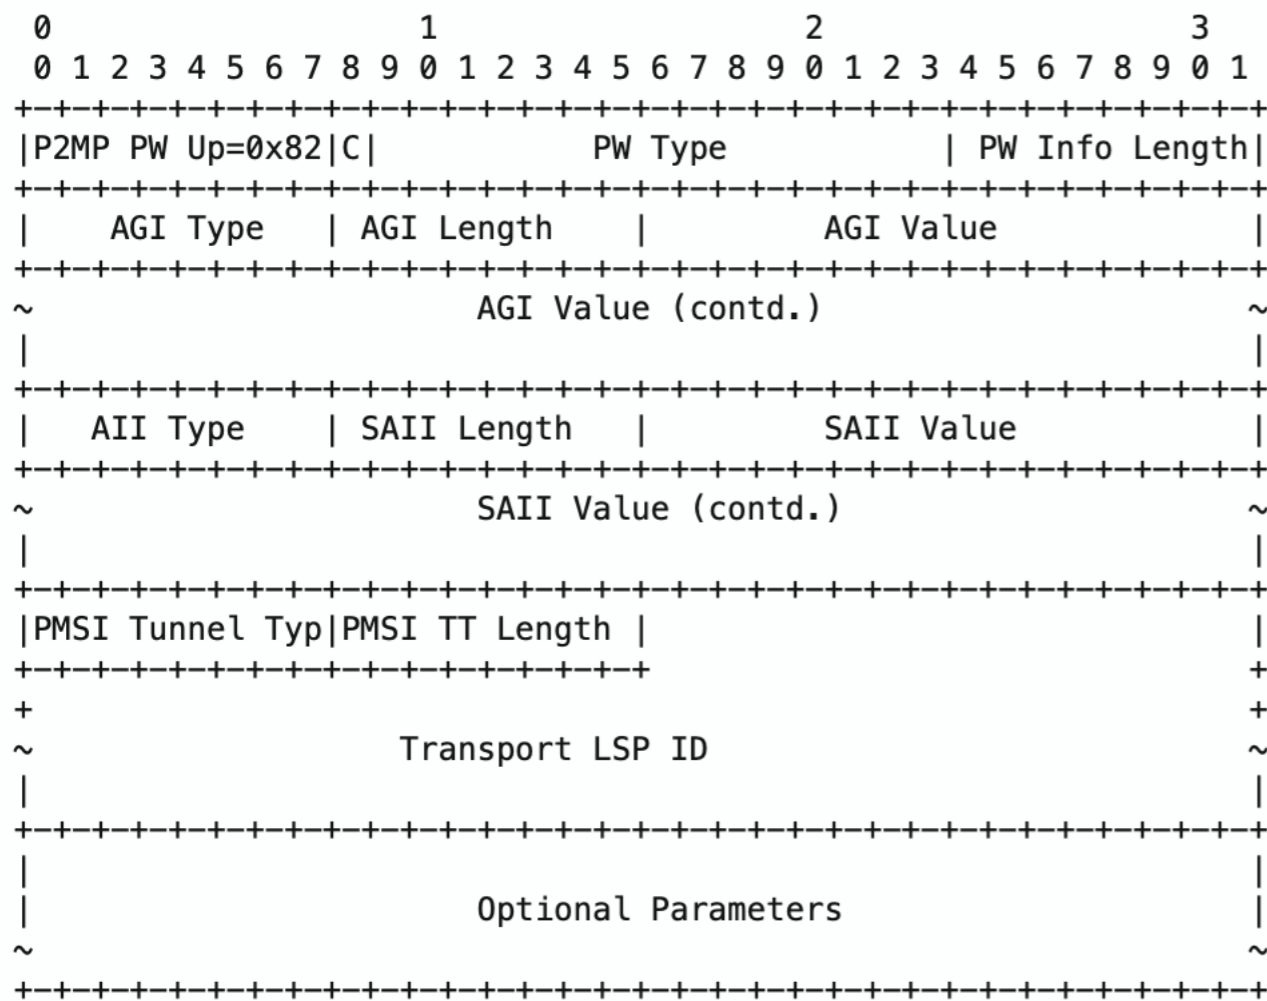 0                   1                   2                   3
 0 1 2 3 4 5 6 7 8 9 0 1 2 3 4 5 6 7 8 9 0 1 2 3 4 5 6 7 8 9 0 1
+-+-+-+-+-+-+-+-+-+-+-+-+-+-+-+-+-+-+-+-+-+-+-+-+-+-+-+-+-+-+-+-+
|P2MP PW Up=0x82|C|           PW Type           | PW Info Length|
+-+-+-+-+-+-+-+-+-+-+-+-+-+-+-+-+-+-+-+-+-+-+-+-+-+-+-+-+-+-+-+-+
|    AGI Type   | AGI Length    |         AGI Value             |
+-+-+-+-+-+-+-+-+-+-+-+-+-+-+-+-+-+-+-+-+-+-+-+-+-+-+-+-+-+-+-+-+
~                       AGI Value (contd.)                      ~
|                                                               |
+-+-+-+-+-+-+-+-+-+-+-+-+-+-+-+-+-+-+-+-+-+-+-+-+-+-+-+-+-+-+-+-+
|   AII Type    | SAII Length   |         SAII Value            |
+-+-+-+-+-+-+-+-+-+-+-+-+-+-+-+-+-+-+-+-+-+-+-+-+-+-+-+-+-+-+-+-+
~                       SAII Value (contd.)                     ~
|                                                               |
+-+-+-+-+-+-+-+-+-+-+-+-+-+-+-+-+-+-+-+-+-+-+-+-+-+-+-+-+-+-+-+-+
|PMSI Tunnel Typ|PMSI TT Length |                               |
+-+-+-+-+-+-+-+-+-+-+-+-+-+-+-+-+                               +
+                                                               +
~                   Transport LSP ID                            ~
|                                                               |
+-+-+-+-+-+-+-+-+-+-+-+-+-+-+-+-+-+-+-+-+-+-+-+-+-+-+-+-+-+-+-+-+
|                                                               |
|                       Optional Parameters                     |
~                                                               ~
+-+-+-+-+-+-+-+-+-+-+-+-+-+-+-+-+-+-+-+-+-+-+-+-+-+-+-+-+-+-+-+-+